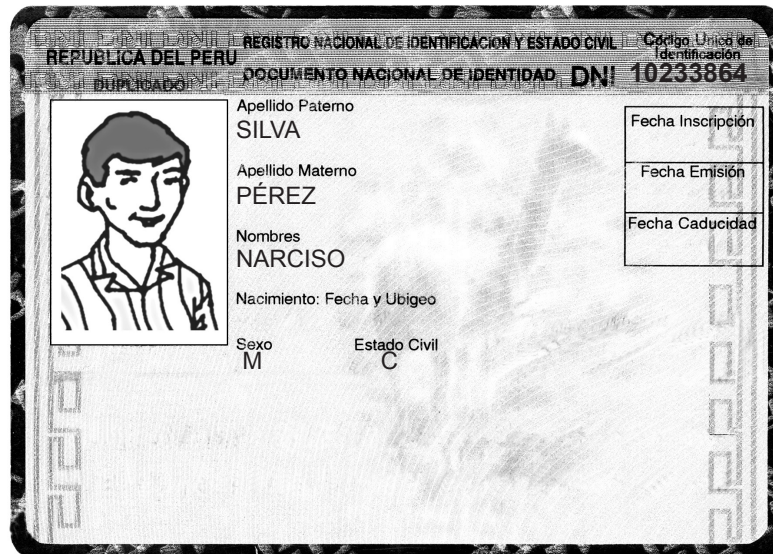 REPUBLICA DEL PERU
DUPLICADO
REGISTRO NACIONAL DE IDENTIFICACION Y ESTADO CIVIL
DOCUMENTO NACIONAL DE IDENTIDAD DNI
Código Unico de
Identificación
10233864
Apellido Paterno
SILVA
Apellido Materno
PÉREZ
Nombres
NARCISO
Nacimiento: Fecha y Ubigeo
Sexo
M
Estado Civil
C
Fecha Inscripción
Fecha Emisión
Fecha Caducidad